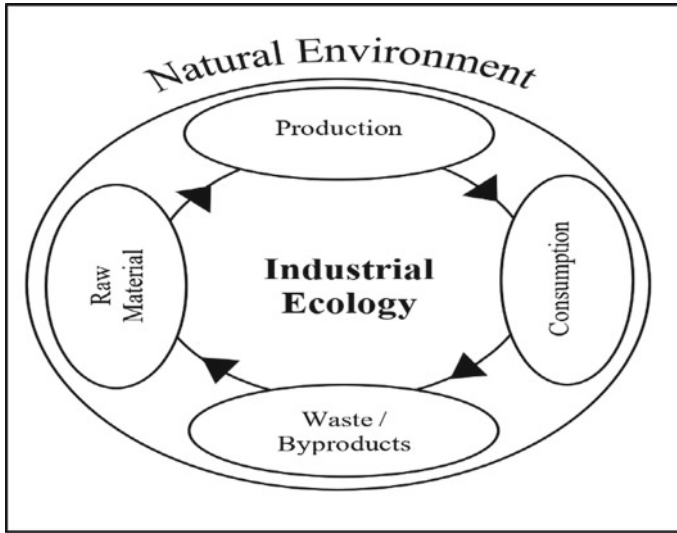 Natural Environment
Production
Raw
Material
Industrial
Ecology
Consumption
Waste /
Byproducts